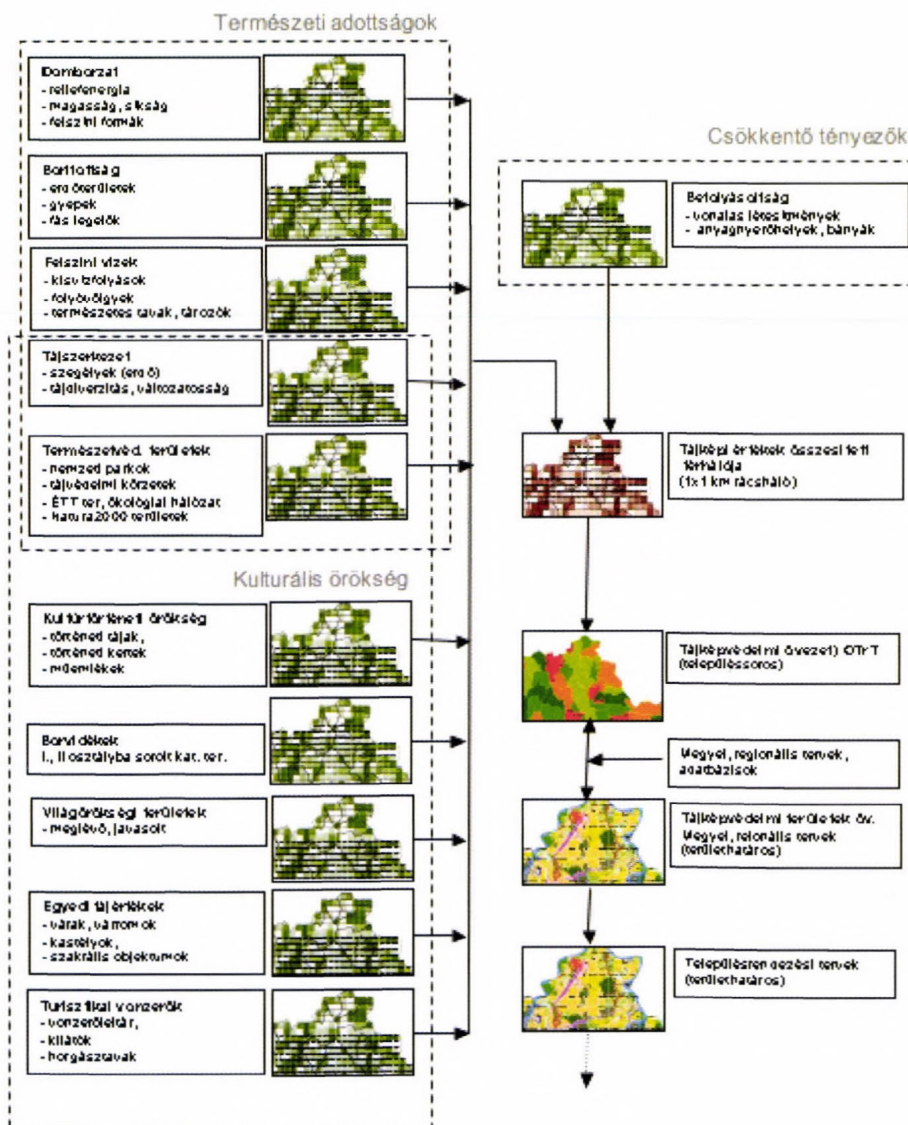 Természeti adottságok
Domborzat
- reliefenergia
- magasság, síkság
- felszíni formák
Borítottság
- erdőterületek
- gyepek
- fás legelők
Felszíni vizek
- kisvízfolyások
- folyóvölgyek
- természetes tavak, tározók
Tájszerkezet
- szegélyek (erdő)
- tájdiverzitás, változatosság
Természetvéd. területek
- nemzeti parkok
- tájvédelmi körzetek
- ÉTT ter, ökológiai hálózat
- Natura2000 területek
Kulturális örökség
Kultúrtörténeti örökség
- történeti tájak,
- történeti kertek
- műemlékek
Borvidékek
I., II osztályba sorolt kat. ter.
Világörökségi területek
- meglévő, javasolt
Egyedi tájértékek
- várak, várromok
- kastélyok,
- szakrális objektumok
Turisztikai vonzerők
- vonzerőleltár,
- kilátók
- horgásztavak
Csökkentő tényezők
Befolyásoltság
- vonalas létesítmények
- anyagnyerőhelyek, bányák
Tájképi értékek összesített
térhálója
(1x1 km rácsháló)
Tájképvédelmi övezet) OTrT
(településsoros)
Megyei, regionális tervek,
adatbázisok
Tájképvédelmi területek öv.
Megyei, reionális tervek
(területhatáros)
Településrendezési tervek
(területhatáros)